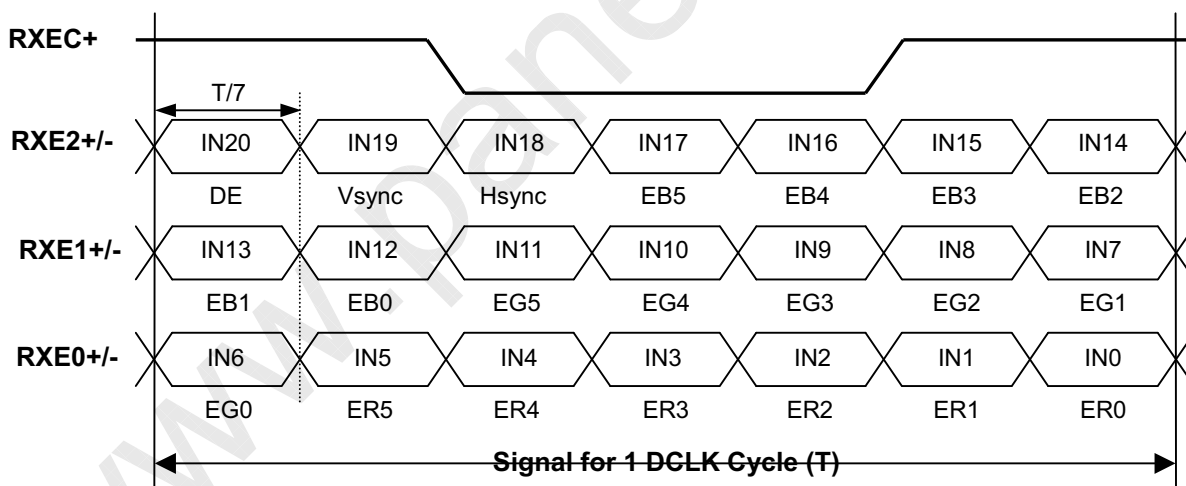 RXEC+
T/7
RXE2+/- IN20 IN19 IN18 IN17 IN16 IN15 IN14
DE Vsync Hsync EB5 EB4 EB3 EB2
RXE1+/- IN13 IN12 IN11 IN10 IN9 IN8 IN7
EB1 EB0 EG5 EG4 EG3 EG2 EG1
RXE0+/- IN6 IN5 IN4 IN3 IN2 IN1 IN0
EG0 ER5 ER4 ER3 ER2 ER1 ER0
Signal for 1 DCLK Cycle (T)